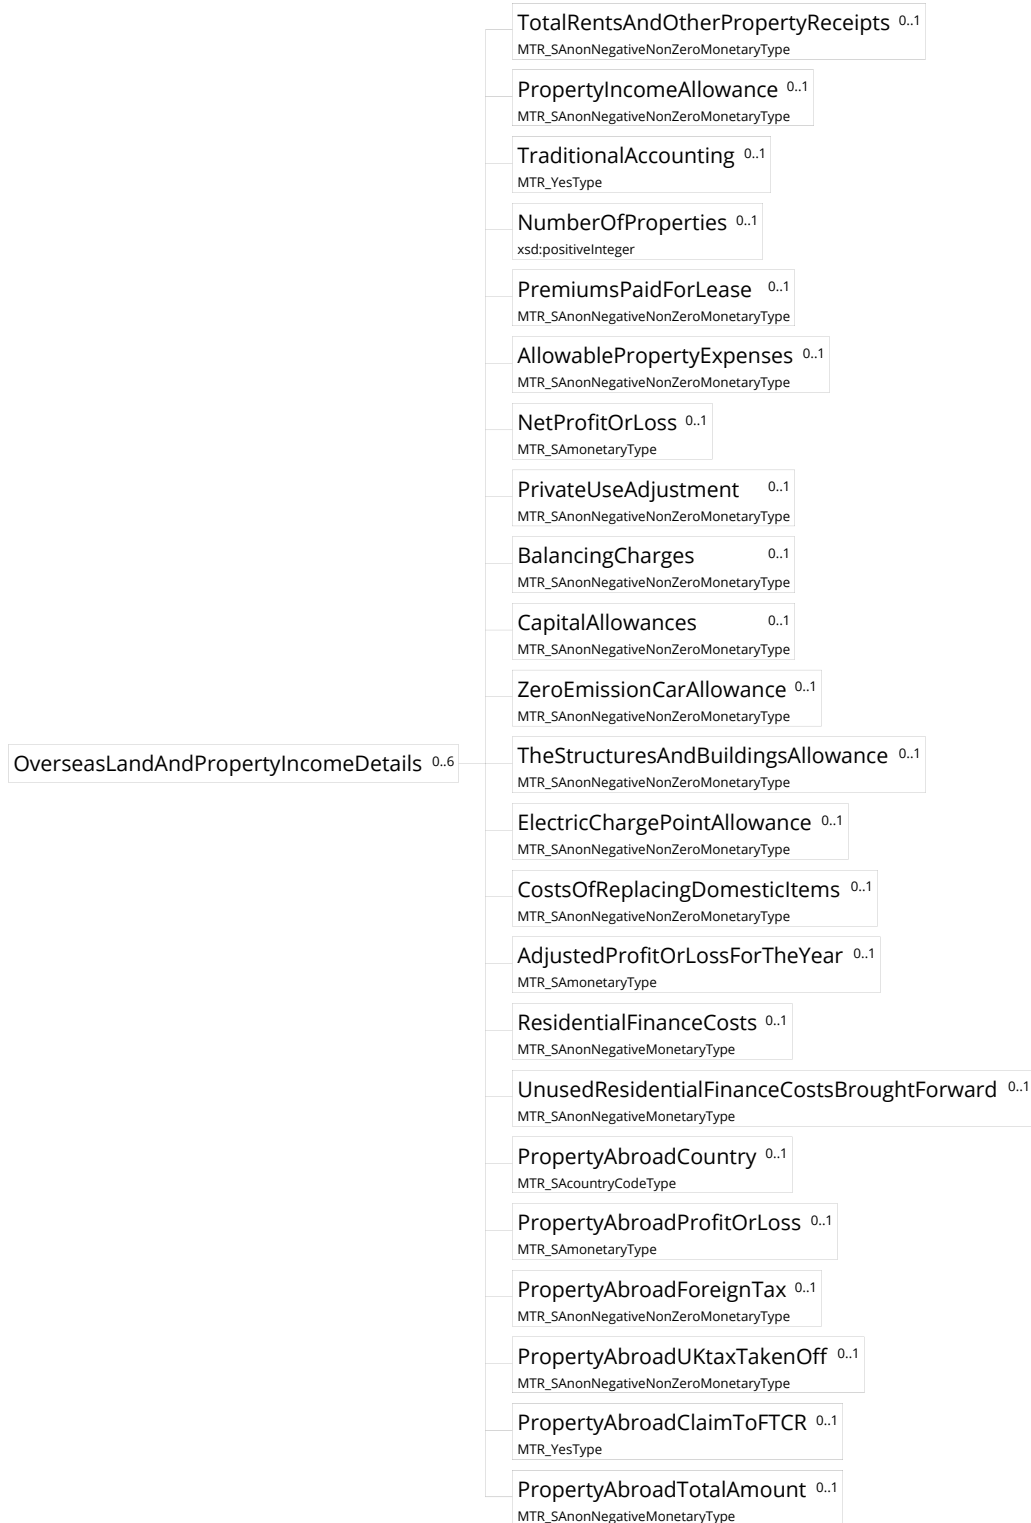 TotalRentsAndOtherPropertyReceipts 0..1
MTR_SAnonNegativeNonZeroMonetaryType
PropertyIncomeAllowance 0..1
MTR_SAnonNegativeNonZeroMonetaryType
TraditionalAccounting 0..1
MTR_YesType
NumberOfProperties 0..1
xsd:positiveInteger
PremiumsPaidForLease 0..1
MTR_SAnonNegativeNonZeroMonetaryType
AllowablePropertyExpenses 0..1
MTR_SAnonNegativeNonZeroMonetaryType
NetProfitOrLoss 0..1
MTR_SAmonetaryType
PrivateUseAdjustment 0..1
MTR_SAnonNegativeNonZeroMonetaryType
BalancingCharges 0..1
MTR_SAnonNegativeNonZeroMonetaryType
CapitalAllowances 0..1
MTR_SAnonNegativeNonZeroMonetaryType
ZeroEmissionCarAllowance 0..1
MTR_SAnonNegativeNonZeroMonetaryType
OverseasLandAndPropertyIncomeDetails 0..6
TheStructuresAndBuildingsAllowance 0..1
MTR_SAnonNegativeNonZeroMonetaryType
ElectricChargePointAllowance 0..1
MTR_SAnonNegativeNonZeroMonetaryType
CostsOfReplacingDomesticItems 0..1
MTR_SAnonNegativeNonZeroMonetaryType
AdjustedProfitOrLossForTheYear 0..1
MTR_SAmonetaryType
ResidentialFinanceCosts 0..1
MTR_SAnonNegativeMonetaryType
UnusedResidentialFinanceCostsBroughtForward 0..1
MTR_SAnonNegativeMonetaryType
PropertyAbroadCountry 0..1
MTR_SAcountryCodeType
PropertyAbroadProfitOrLoss 0..1
MTR_SAmonetaryType
PropertyAbroadForeignTax 0..1
MTR_SAnonNegativeNonZeroMonetaryType
PropertyAbroadUKtaxTakenOff 0..1
MTR_SAnonNegativeNonZeroMonetaryType
PropertyAbroadClaimToFTCR 0..1
MTR_YesType
PropertyAbroadTotalAmount 0..1
MTR_SAnonNegativeMonetaryType